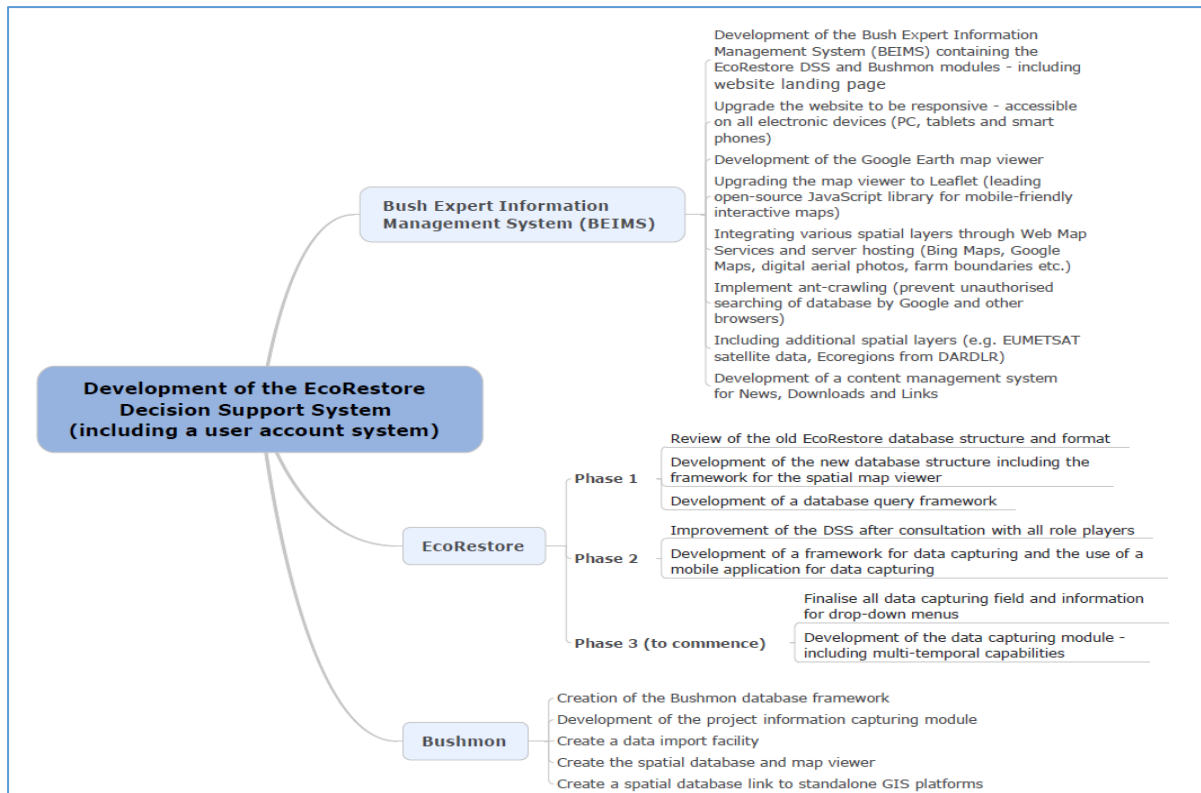 Development of the EcoRestore
Decision Support System
(including a user account system)
Bush Expert Information
Management System (BEIMS)
Development of the Bush Expert Information
Management System (BEIMS) containing the
EcoRestore DSS and Bushmon modules - including
website landing page
Upgrade the website to be responsive - accessible
on all electronic devices (PC, tablets and smart
phones)
Development of the Google Earth map viewer
Upgrading the map viewer to Leaflet (leading
open-source JavaScript library for mobile-friendly
interactive maps)
Integrating various spatial layers through Web Map
Services and server hosting (Bing Maps, Google
Maps, digital aerial photos, farm boundaries etc.)
Implement ant-crawling (prevent unauthorised
searching of database by Google and other
browsers)
Including additional spatial layers (e.g. EUMETSAT
satellite data, Ecoregions from DARDLR)
Development of a content management system
for News, Downloads and Links
EcoRestore
Phase 1
Review of the old EcoRestore database structure and format
Development of the new database structure including the
framework for the spatial map viewer
Development of a database query framework
Phase 2
Improvement of the DSS after consultation with all role players
Development of a framework for data capturing and the use of a
mobile application for data capturing
Phase 3 (to commence)
Finalise all data capturing field and information
for drop-down menus
Development of the data capturing module -
including multi-temporal capabilities
Bushmon
Creation of the Bushmon database framework
Development of the project information capturing module
Create a data import facility
Create the spatial database and map viewer
Create a spatial database link to standalone GIS platforms